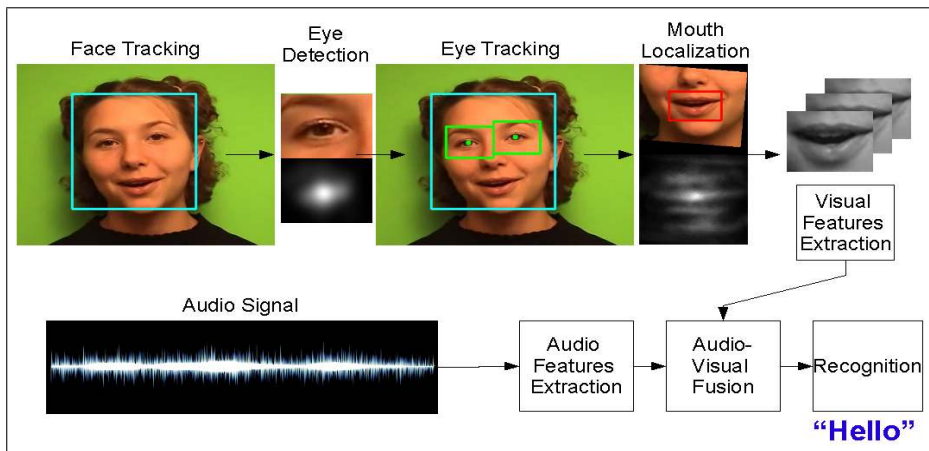 Face Tracking
Eye
Detection
Eye Tracking
Mouth
Localization
Visual
Features
Extraction
Audio Signal
Audio
Features
Extraction
Audio-
Visual
Fusion
Recognition
“Hello”